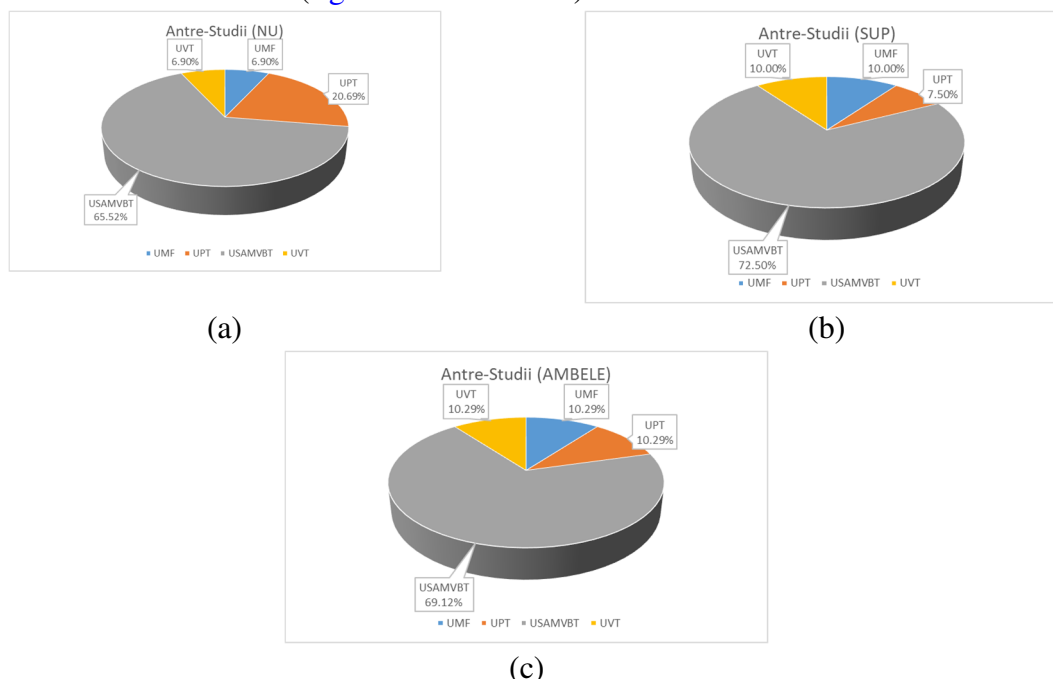 Antre-Studii (NU)
UVT
6.90%
UMF
6.90%
UPT
20.69%
USAMVBT
65.52%
UMF UPT USAMVBT UVT
(a)
Antre-Studii (SUP)
UVT
10.00%
UMF
10.00%
UPT
7.50%
USAMVBT
72.50%
UMF UPT USAMVBT UVT
(b)
Antre-Studii (AMBELE)
UVT
10.29%
UMF
10.29%
UPT
10.29%
USAMVBT
69.12%
UMF UPT USAMVBT UVT
(c)